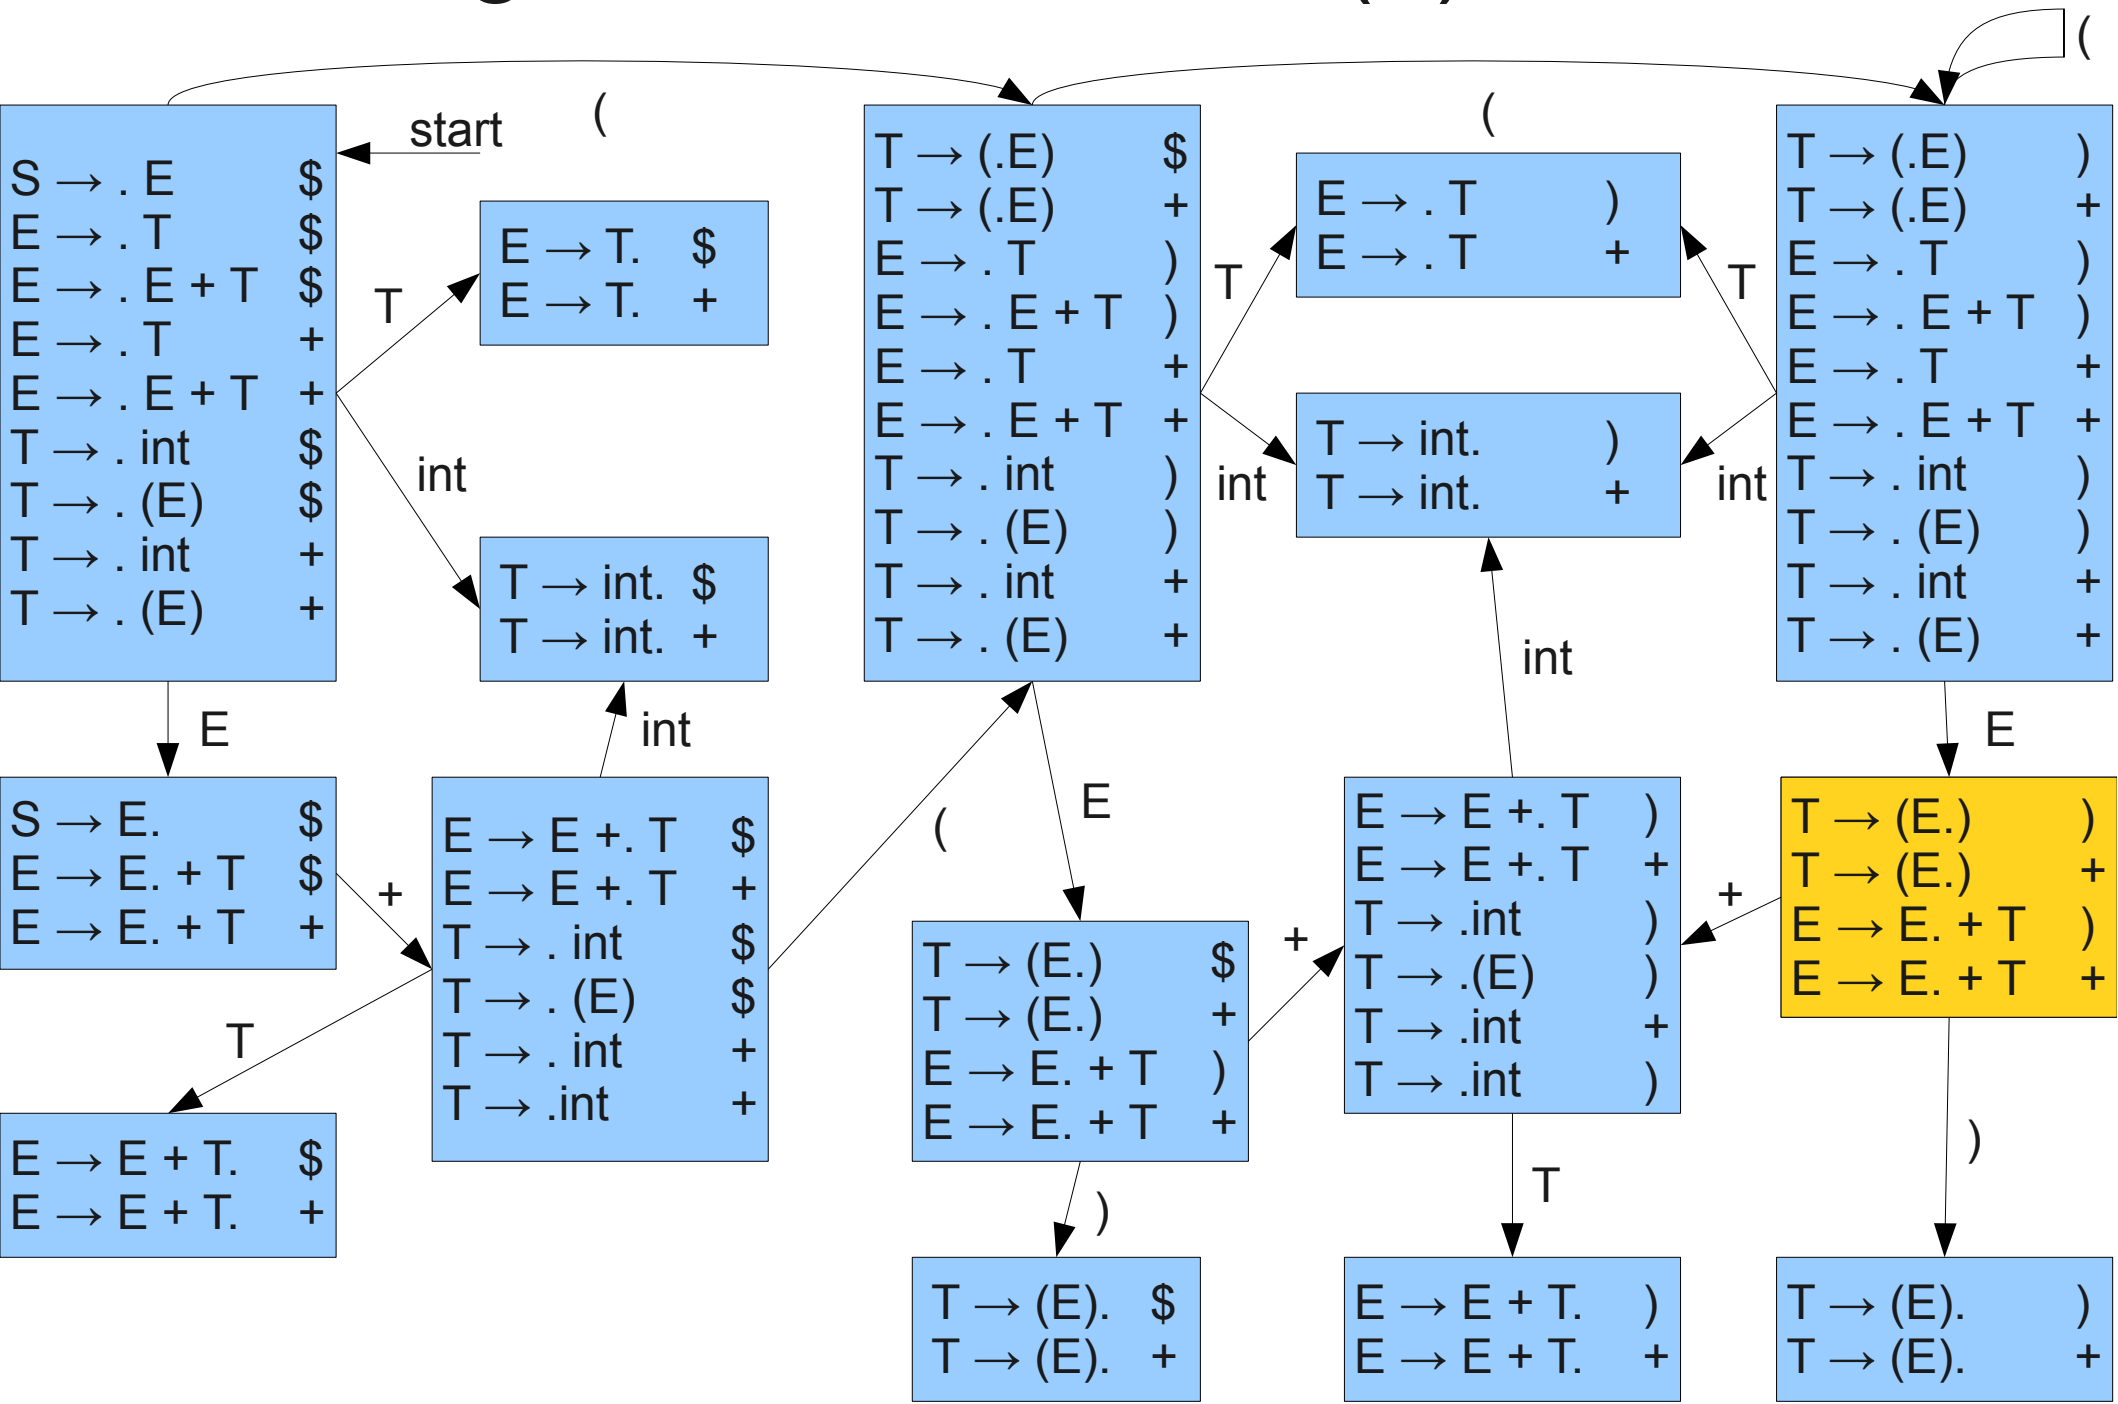 (
(
(
start
S → . E $
E → . T $
E → . E + T $
E → . T +
E → . E + T +
T → . int $
T → . (E) $
T → . int +
T → . (E) +
T
E → T. $
E → T. +
int
T → int. $
T → int. +
T → (.E) $
T → (.E) +
E → . T )
E → . E + T )
E → . T +
E → . E + T +
T → . int )
T → . (E) )
T → . int +
T → . (E) +
T
E → . T )
E → . T +
T
int
T → int. )
T → int. +
int
T → (.E) )
T → (.E) +
E → . T )
E → . E + T )
E → . T +
E → . E + T +
T → . int )
T → . (E) )
T → . int +
T → . (E) +
E
int
(
E
int
E
S → E. $
E → E. + T $
E → E. + T +
+
E → E +. T $
E → E +. T +
T → . int $
T → . (E) $
T → . int +
T → .int +
T
E → E + T. $
E → E + T. +
T → (E.) $
T → (E.) +
E → E. + T )
E → E. + T +
+
E → E +. T )
E → E +. T +
T → .int )
T → .(E) )
T → .int +
T → .int )
+
T → (E.) )
T → (E.) +
E → E. + T )
E → E. + T +
)
T
)
T → (E). $
T → (E). +
E → E + T. )
E → E + T. +
T → (E). )
T → (E). +